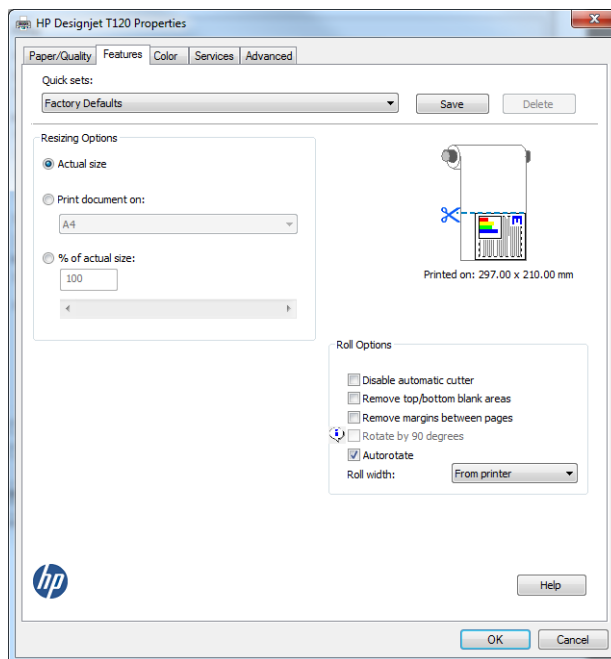 HP Designjet T120 Properties
Paper/Quality Features Color Services Advanced
Quick sets:
Factory Defaults Save Delete
Resizing Options
Actual size
Print document on:
A4
% of actual size:
100
Printed on: 297.00 x 210.00 mm
Roll Options
Disable automatic cutter
Remove top/bottom blank areas
Remove margins between pages
Rotate by 90 degrees
Autorotate
Roll width: From printer
hp
Help
OK Cancel